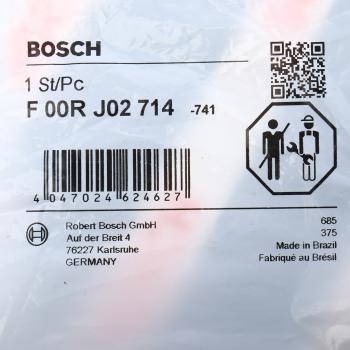 BOSCH
1 St/Pc
F 00R J02 714 -741
4 047024 624627
Robert Bosch GmbH
Auf der Breit 4
76227 Karlsruhe
GERMANY
685
375
Made in Brazil
Fabriqué au Brésil